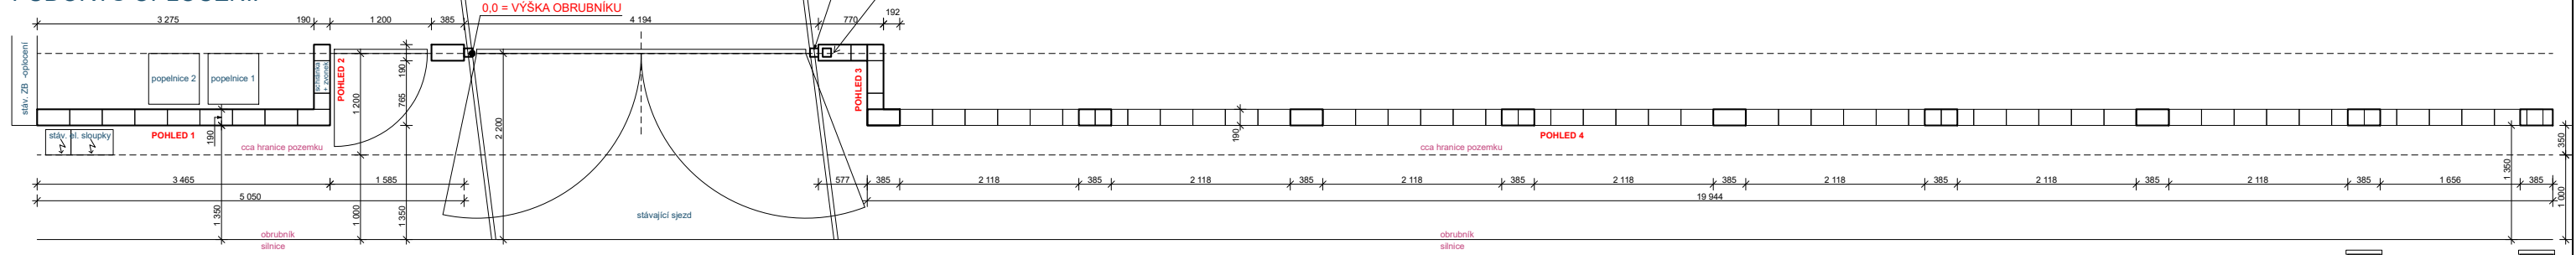 3 275
190
1 200
385
0,0 = VÝŠKA OBRUBNÍKU
4 194
770
192
stáv. ŽB -oplocení
popelnice 2
popelnice 1
schránka
+ zvonek
POHLED 2
POHLED 3
190
1 200
765
2 200
stáv. el. sloupky
POHLED 1
190
cca hranice pozemku
190
POHLED 4
cca hranice pozemku
350
1 350
1 000
3 465
1 585
577
385
2 118
385
2 118
385
2 118
385
2 118
385
2 118
385
2 118
385
2 118
385
1 656
385
5 050
19 944
1 350
1 000
1 350
stávající sjezd
obrubník
silnice
obrubník
silnice